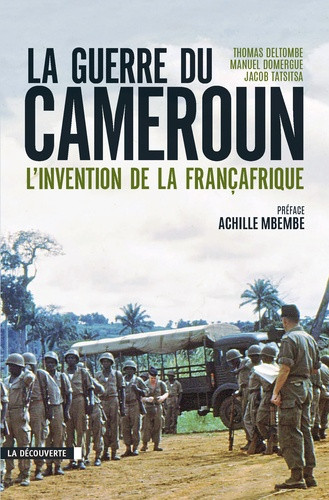 THOMAS DELTOMBE
MANUEL DOMERGUE
JACOB TATSITSA
LA GUERRE DU
CAMEROUN
L'INVENTION DE LA FRANÇAFRIQUE
PRÉFACE
ACHILLE MBEMBE
LA DÉCOUVERTE